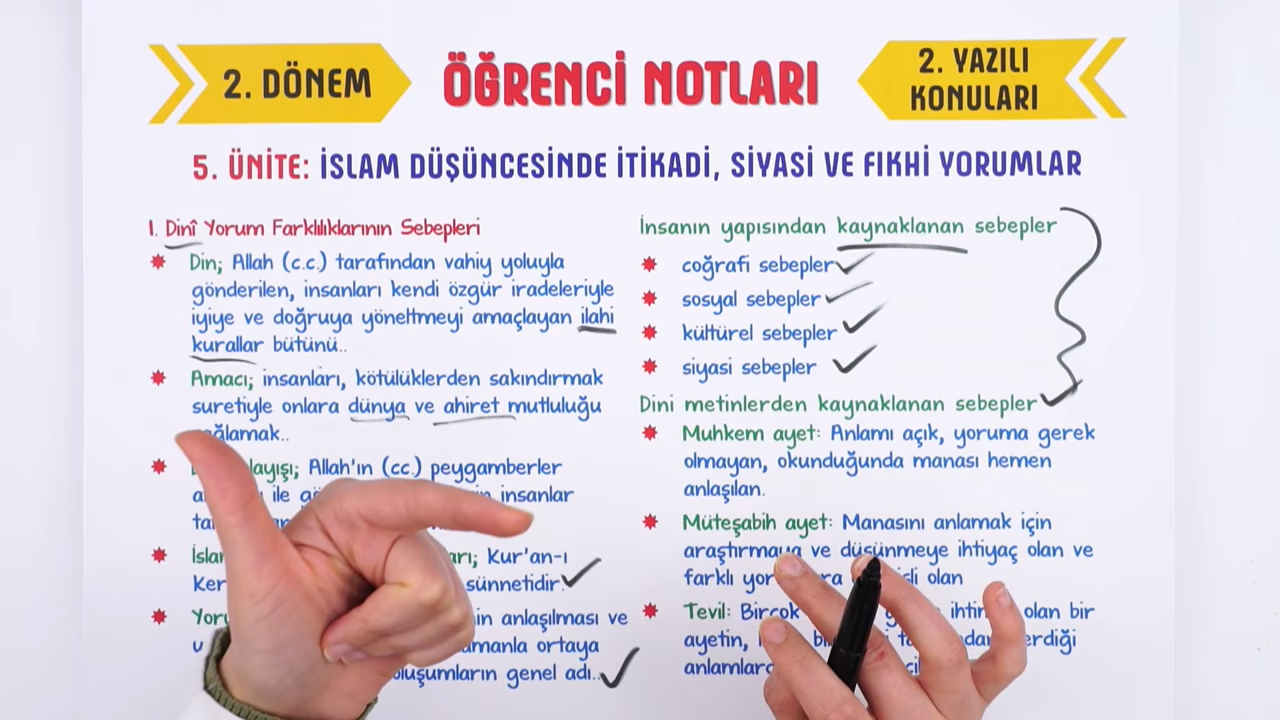 2. DÖNEM
ÖĞRENCİ NOTLARI
2. YAZILI
KONULARI
5. ÜNİTE: İSLAM DÜŞÜNCESİNDE İTİKADİ, SİYASİ VE FIKHİ YORUMLAR
1. Dinî Yorum Farklılıklarının Sebepleri
Din; Allah (c.c.) tarafından vahiy yoluyla
gönderilen, insanları kendi özgür iradeleriyle
iyiye ve doğruya yöneltmeyi amaçlayan ilahi
kurallar bütünü..
Amacı; insanları, kötülüklerden sakındırmak
suretiyle onlara dünya ve ahiret mutluluğu
Allah'ın (cc.) peygamberler
ile insanlar
Kur'an-ı
sünnetidir.
anlaşılması ve
ortaya
genel adı..
İnsanın yapısından kaynaklanan sebepler
coğrafi sebepler
sosyal sebepler
kültürel sebepler
siyasi sebepler
Dini metinlerden kaynaklanan sebepler
Muhkem ayet: Anlamı açık, yoruma gerek
olmayan, okunduğunda manası hemen
anlaşılan.
Müteşabih ayet: Manasını anlamak için
araştırmaya ve düşünmeye ihtiyaç olan ve
farklı olan
Tevil: Birçok olan bir
ayetin,